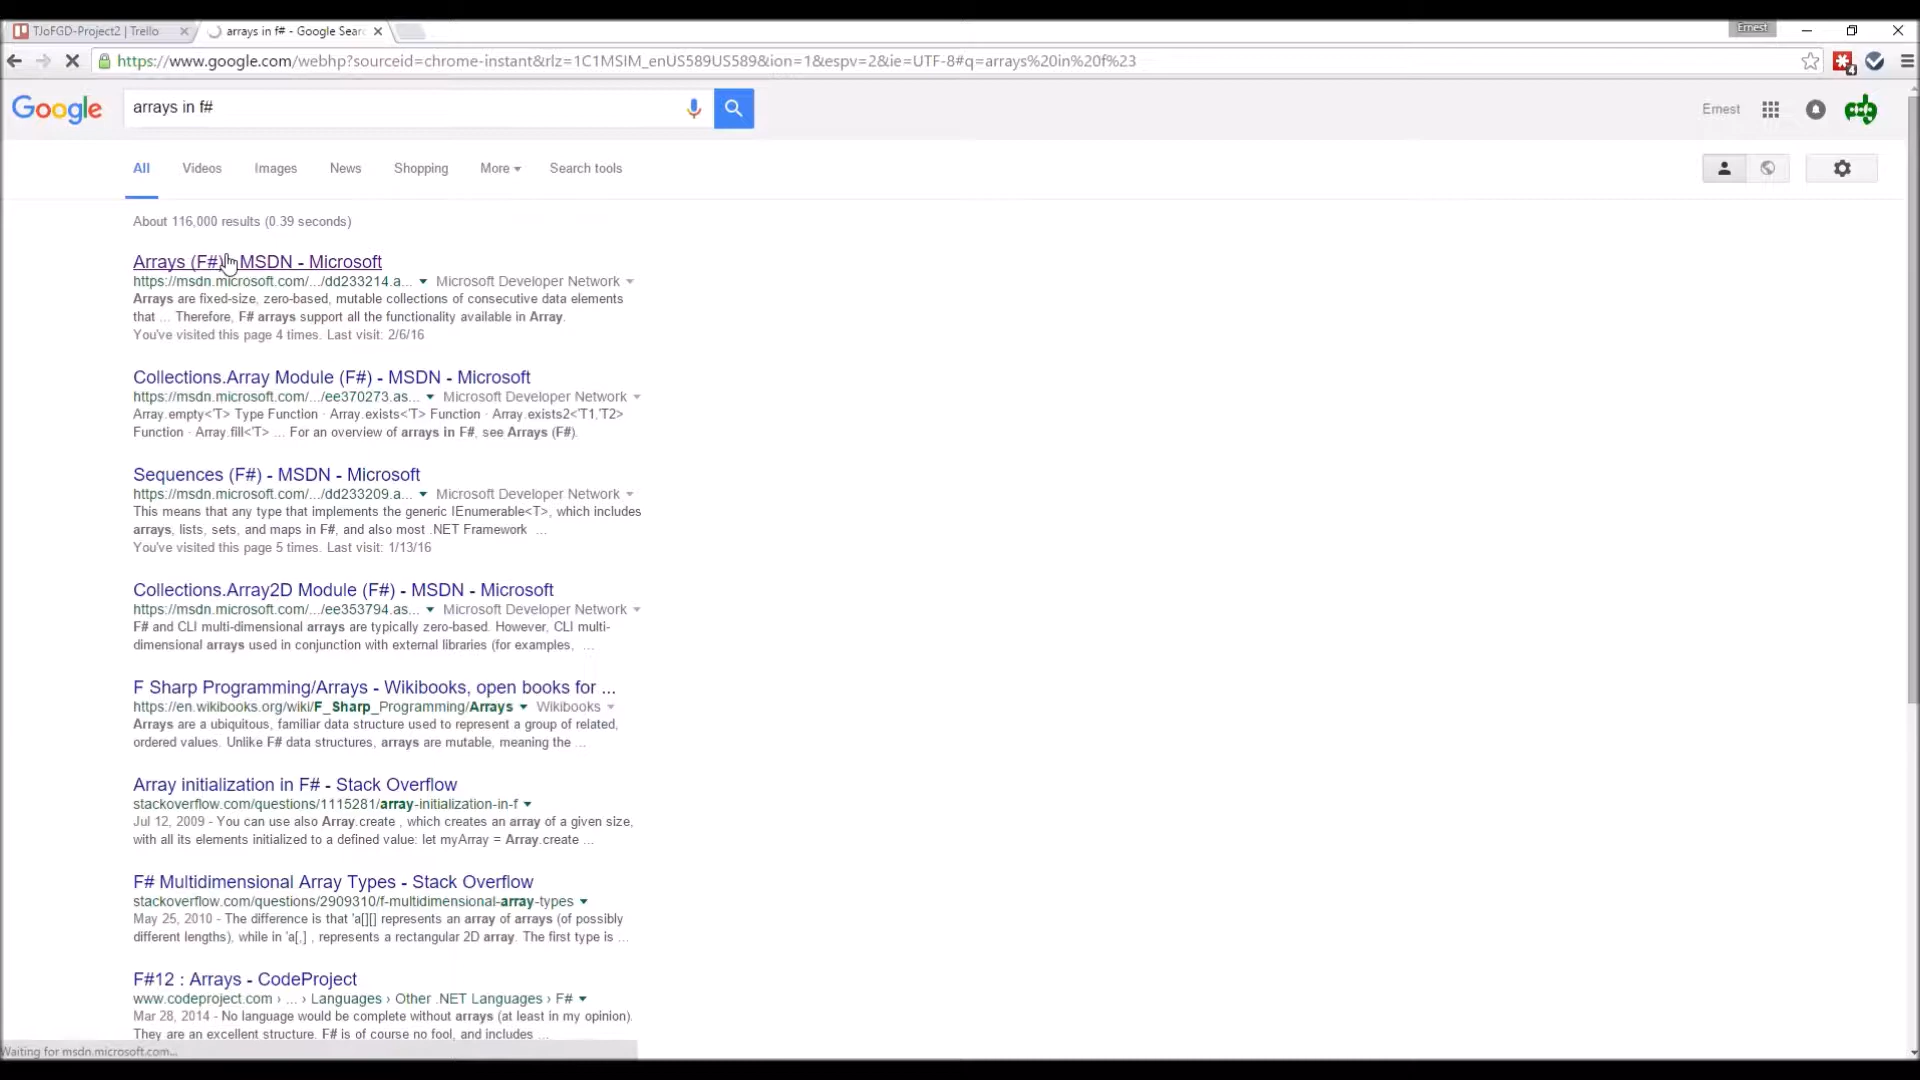 TJoFGD-Project2 | Trello
arrays in f# - Google Sear
Ernest
https://www.google.com/webhp?sourceid=chrome-instant&rlz=1C1MSIM_enUS589US589&ion=1&espv=2&ie=UTF-8#q=arrays%20in%20f%23
4
Google
arrays in f#
Ernest
All Videos Images News Shopping More Search tools
About 116,000 results (0.39 seconds)
Arrays (F#) - MSDN - Microsoft
https://msdn.microsoft.com/.../dd233214.a... Microsoft Developer Network
Arrays are fixed-size, zero-based, mutable collections of consecutive data elements
that ... Therefore, F# arrays support all the functionality available in Array.
You've visited this page 4 times. Last visit: 2/6/16
Collections.Array Module (F#) - MSDN - Microsoft
https://msdn.microsoft.com/.../ee370273.as... Microsoft Developer Network
Array.empty<'T> Type Function · Array.exists<'T> Function · Array.exists2<'T1,'T2>
Function · Array.fill<'T> ... For an overview of arrays in F#, see Arrays (F#).
Sequences (F#) - MSDN - Microsoft
https://msdn.microsoft.com/.../dd233209.a... Microsoft Developer Network
This means that any type that implements the generic IEnumerable<T>, which includes
arrays, lists, sets, and maps in F#, and also most .NET Framework ...
You've visited this page 5 times. Last visit: 1/13/16
Collections.Array2D Module (F#) - MSDN - Microsoft
https://msdn.microsoft.com/.../ee353794.as... Microsoft Developer Network
F# and CLI multi-dimensional arrays are typically zero-based. However, CLI multi-
dimensional arrays used in conjunction with external libraries (for examples, ...
F Sharp Programming/Arrays - Wikibooks, open books for ...
https://en.wikibooks.org/wiki/F_Sharp_Programming/Arrays Wikibooks
Arrays are a ubiquitous, familiar data structure used to represent a group of related,
ordered values. Unlike F# data structures, arrays are mutable, meaning the ...
Array initialization in F# - Stack Overflow
stackoverflow.com/questions/1115281/array-initialization-in-f
Jul 12, 2009 - You can use also Array.create , which creates an array of a given size,
with all its elements initialized to a defined value: let myArray = Array.create ...
F# Multidimensional Array Types - Stack Overflow
stackoverflow.com/questions/2909310/f-multidimensional-array-types
May 25, 2010 - The difference is that 'a[][] represents an array of arrays (of possibly
different lengths), while in 'a[,] , represents a rectangular 2D array. The first type is ...
F#12 : Arrays - CodeProject
www.codeproject.com › ... › Languages › Other .NET Languages › F#
Mar 28, 2014 - No language would be complete without arrays (at least in my opinion).
They are an excellent structure. F# is of course no fool, and includes ...
Waiting for msdn.microsoft.com...